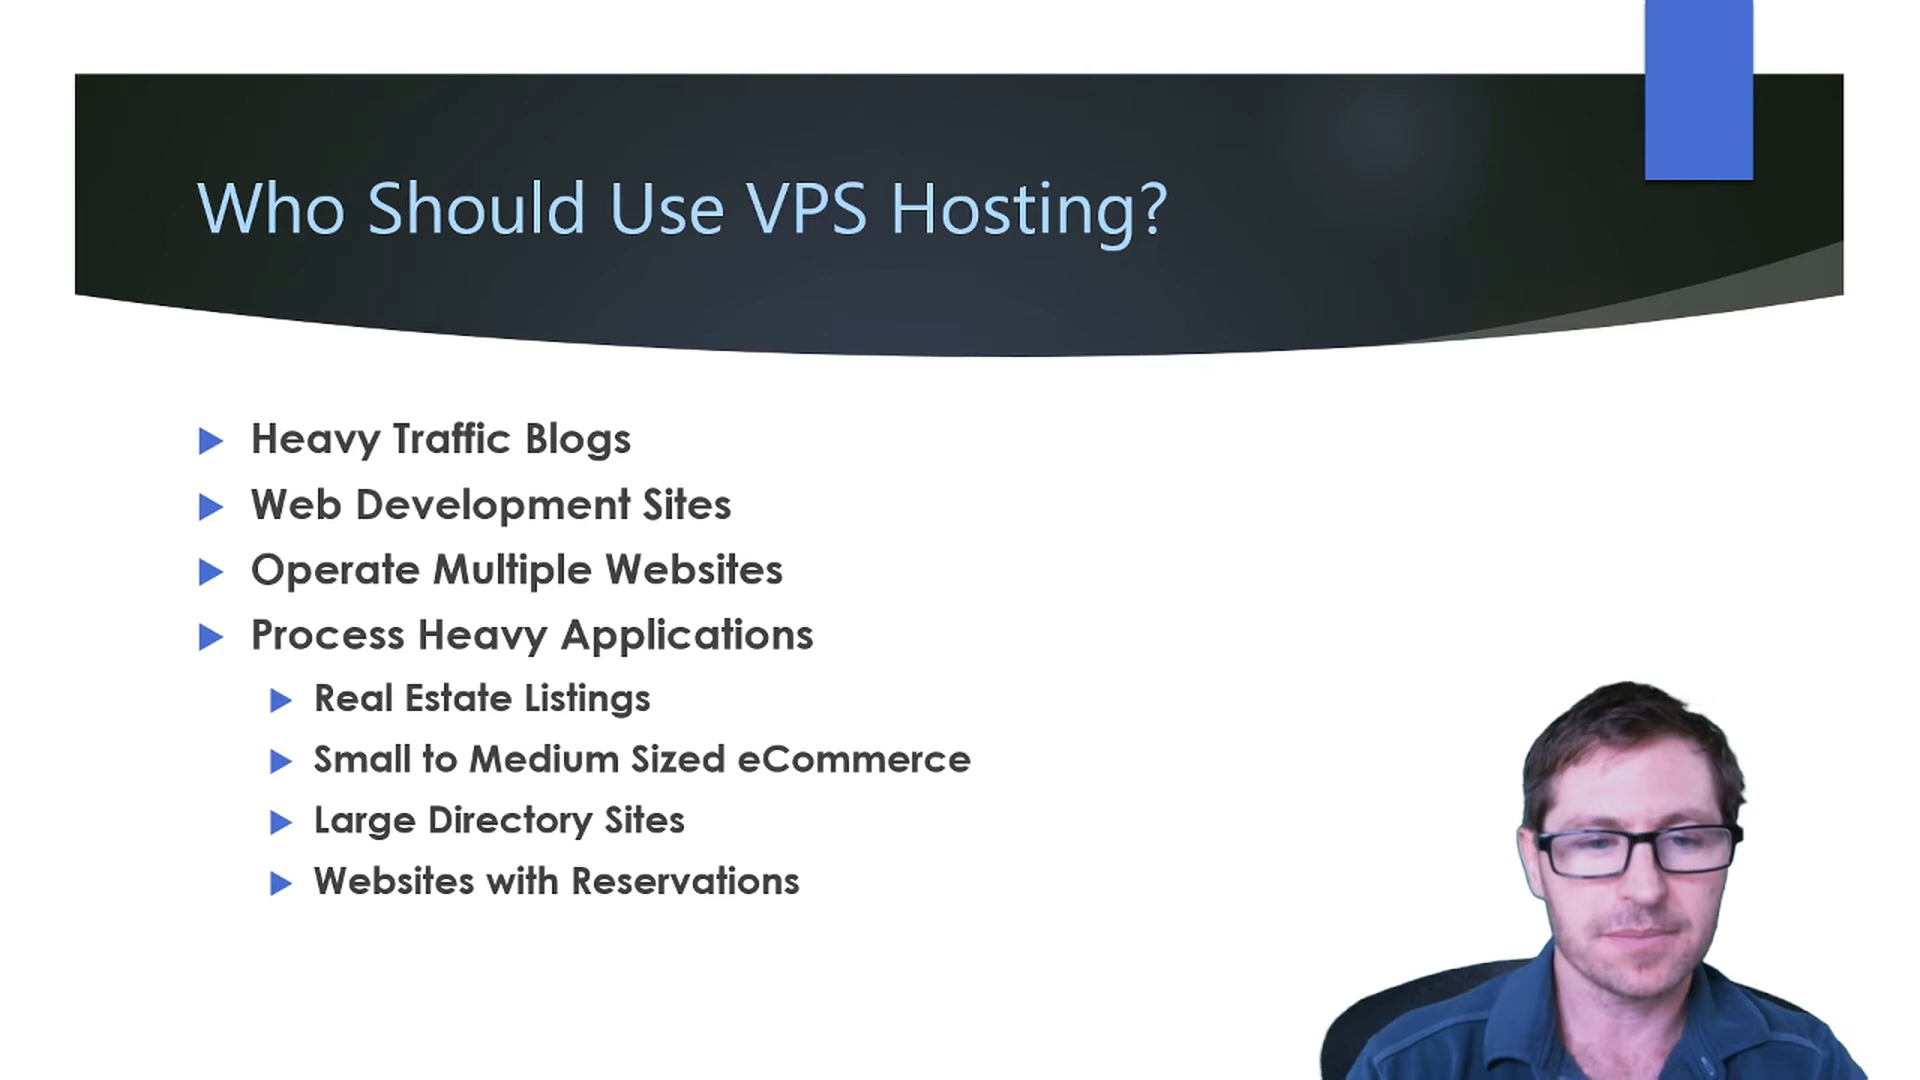 Who Should Use VPS Hosting?
Heavy Traffic Blogs
Web Development Sites
Operate Multiple Websites
Process Heavy Applications
Real Estate Listings
Small to Medium Sized eCommerce
Large Directory Sites
Websites with Reservations